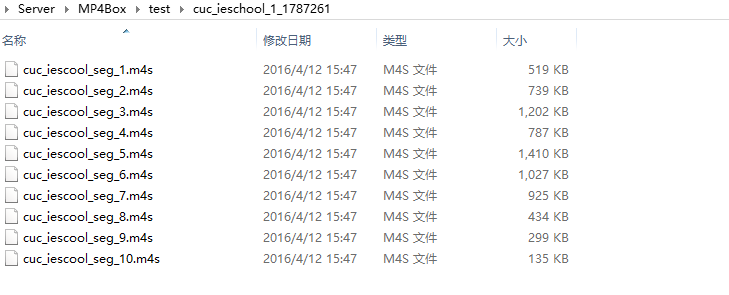 Server > MP4Box > test > cuc_ieschool_1_1787261
名称 修改日期 类型 大小
cuc_iescool_seg_1.m4s 2016/4/12 15:47 M4S 文件 519 KB
cuc_iescool_seg_2.m4s 2016/4/12 15:47 M4S 文件 739 KB
cuc_iescool_seg_3.m4s 2016/4/12 15:47 M4S 文件 1,202 KB
cuc_iescool_seg_4.m4s 2016/4/12 15:47 M4S 文件 787 KB
cuc_iescool_seg_5.m4s 2016/4/12 15:47 M4S 文件 1,410 KB
cuc_iescool_seg_6.m4s 2016/4/12 15:47 M4S 文件 1,027 KB
cuc_iescool_seg_7.m4s 2016/4/12 15:47 M4S 文件 925 KB
cuc_iescool_seg_8.m4s 2016/4/12 15:47 M4S 文件 434 KB
cuc_iescool_seg_9.m4s 2016/4/12 15:47 M4S 文件 299 KB
cuc_iescool_seg_10.m4s 2016/4/12 15:47 M4S 文件 135 KB